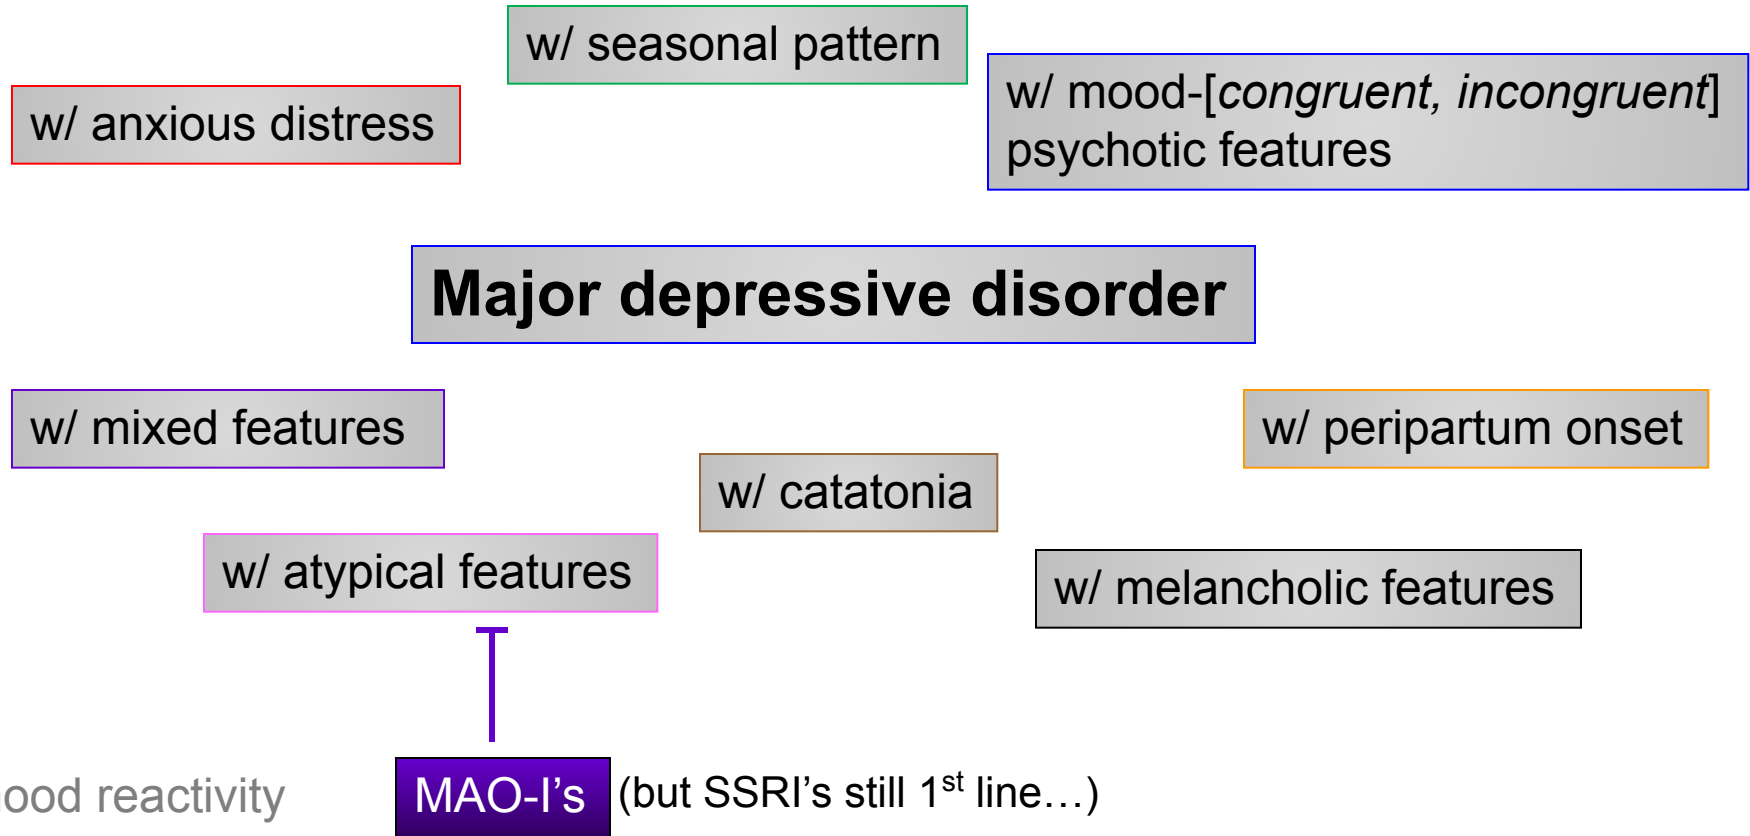 w/ seasonal pattern
w/ anxious distress
w/ mood-[congruent, incongruent]
psychotic features
Major depressive disorder
w/ mixed features
w/ peripartum onset
w/ catatonia
w/ atypical features
w/ melancholic features
reactivity
MAO-I’s (but SSRI’s still 1st line…)